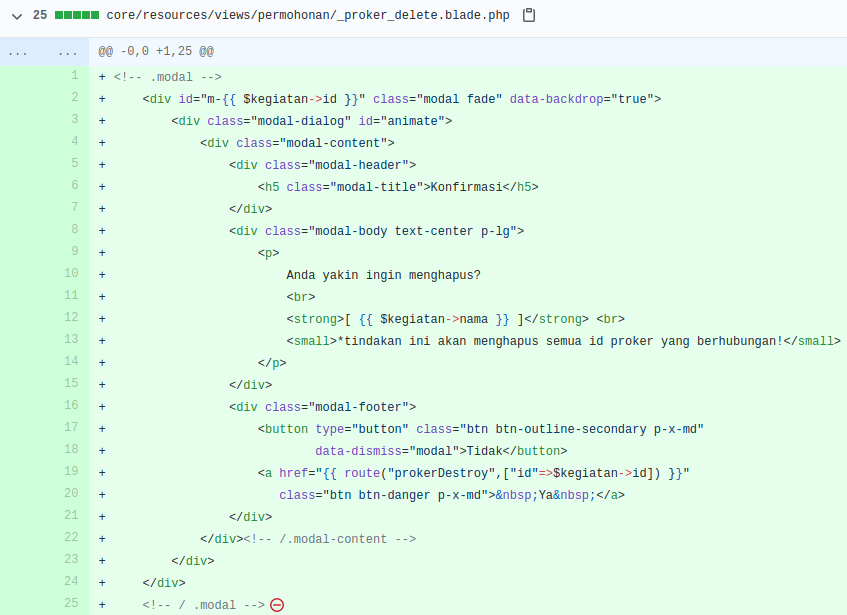 25 core/resources/views/permohonan/_proker_delete.blade.php
... ... @@ -0,0 +1,25 @@
1 + <!-- .modal -->
2 +     <div id="m-{{ $kegiatan->id }}" class="modal fade" data-backdrop="true">
3 +         <div class="modal-dialog" id="animate">
4 +             <div class="modal-content">
5 +                 <div class="modal-header">
6 +                     <h5 class="modal-title">Konfirmasi</h5>
7 +                 </div>
8 +                 <div class="modal-body text-center p-lg">
9 +                     <p>
10 +                         Anda yakin ingin menghapus?
11 +                         <br>
12 +                         <strong>[ {{ $kegiatan->nama }} ]</strong> <br>
13 +                         <small>*tindakan ini akan menghapus semua id proker yang berhubungan!</small>
14 +                     </p>
15 +                 </div>
16 +                 <div class="modal-footer">
17 +                     <button type="button" class="btn btn-outline-secondary p-x-md"
18 +                             data-dismiss="modal">Tidak</button>
19 +                     <a href="{{ route("prokerDestroy",["id"=>$kegiatan->id]) }}"
20 +                        class="btn btn-danger p-x-md">&nbsp;Ya&nbsp;</a>
21 +                 </div>
22 +             </div><!-- /.modal-content -->
23 +         </div>
24 +     </div>
25 +     <!-- / .modal -->